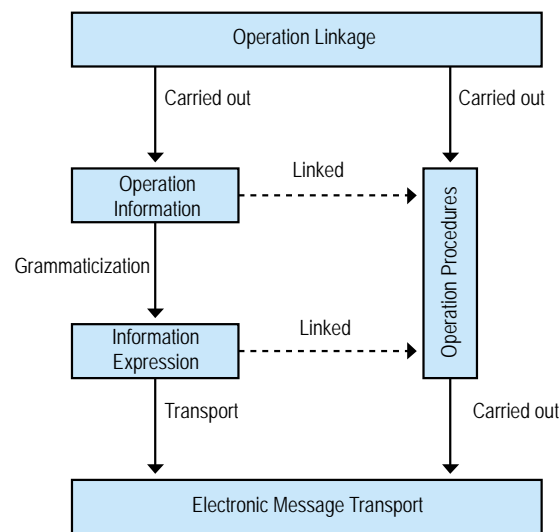 Operation Linkage
Carried out
Carried out
Linked
Operation
Information
Operation Procedures
Grammaticization
Linked
Information
Expression
Transport
Carried out
Electronic Message Transport